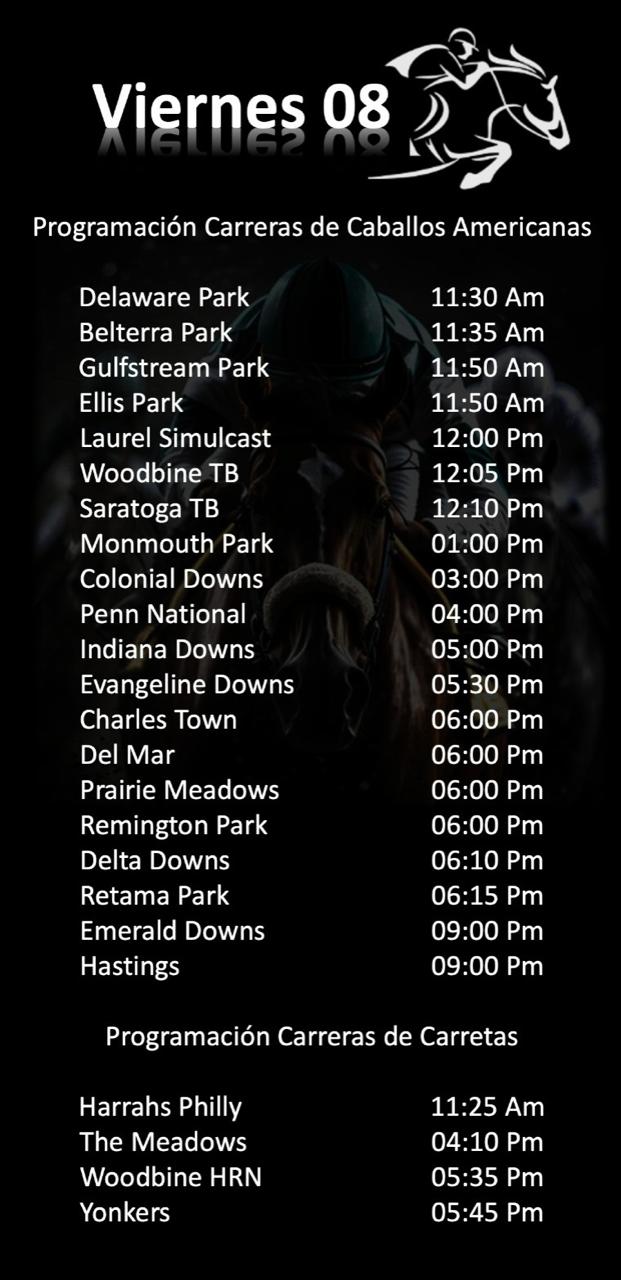 Viernes 08
Programación Carreras de Caballos Americanas
Delaware Park 11:30 Am
Belterra Park 11:35 Am
Gulfstream Park 11:50 Am
Ellis Park 11:50 Am
Laurel Simulcast 12:00 Pm
Woodbine TB 12:05 Pm
Saratoga TB 12:10 Pm
Monmouth Park 01:00 Pm
Colonial Downs 03:00 Pm
Penn National 04:00 Pm
Indiana Downs 05:00 Pm
Evangeline Downs 05:30 Pm
Charles Town 06:00 Pm
Del Mar 06:00 Pm
Prairie Meadows 06:00 Pm
Remington Park 06:00 Pm
Delta Downs 06:10 Pm
Retama Park 06:15 Pm
Emerald Downs 09:00 Pm
Hastings 09:00 Pm
Programación Carreras de Carretas
Harrahs Philly 11:25 Am
The Meadows 04:10 Pm
Woodbine HRN 05:35 Pm
Yonkers 05:45 Pm